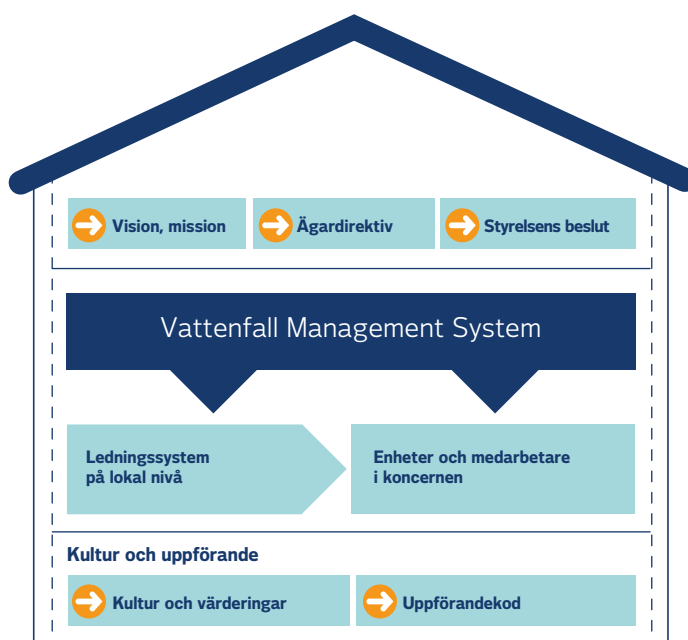 Vision, mission
Ägardirektiv
Styrelsens beslut
Vattenfall Management System
Ledningssystem
på lokal nivå
Enheter och medarbetare
i koncernen
Kultur och uppförande
Kultur och värderingar
Uppförandekod